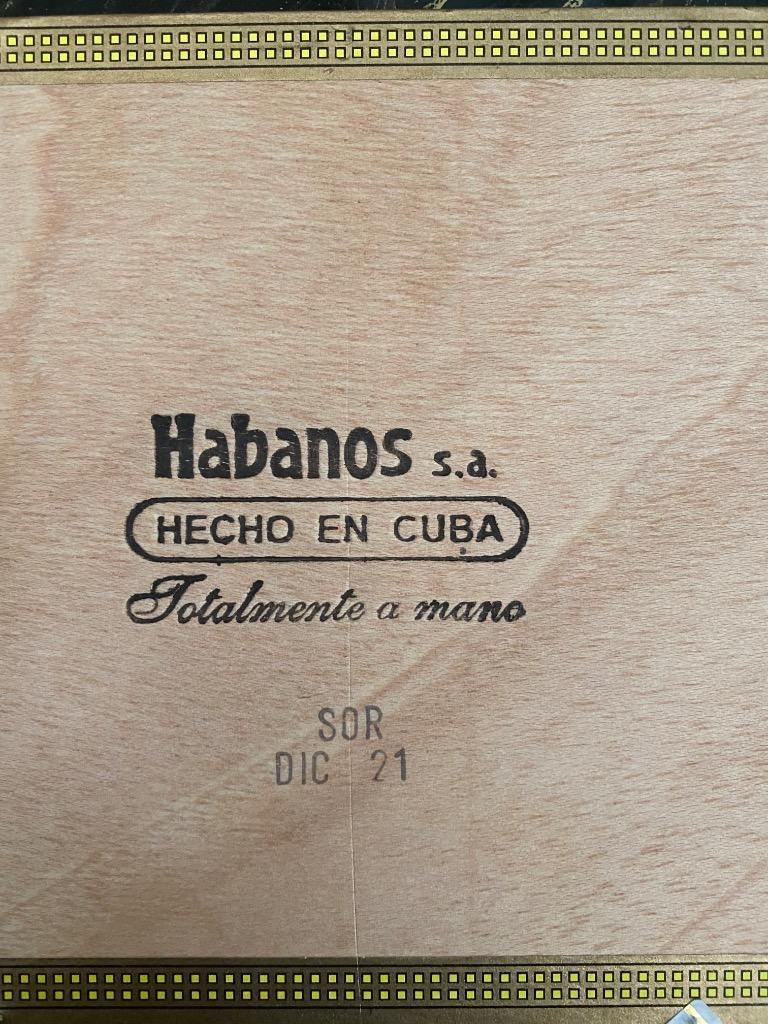 Habanos s.a.
HECHO EN CUBA
Totalmente a mano
SOR
DIC 21